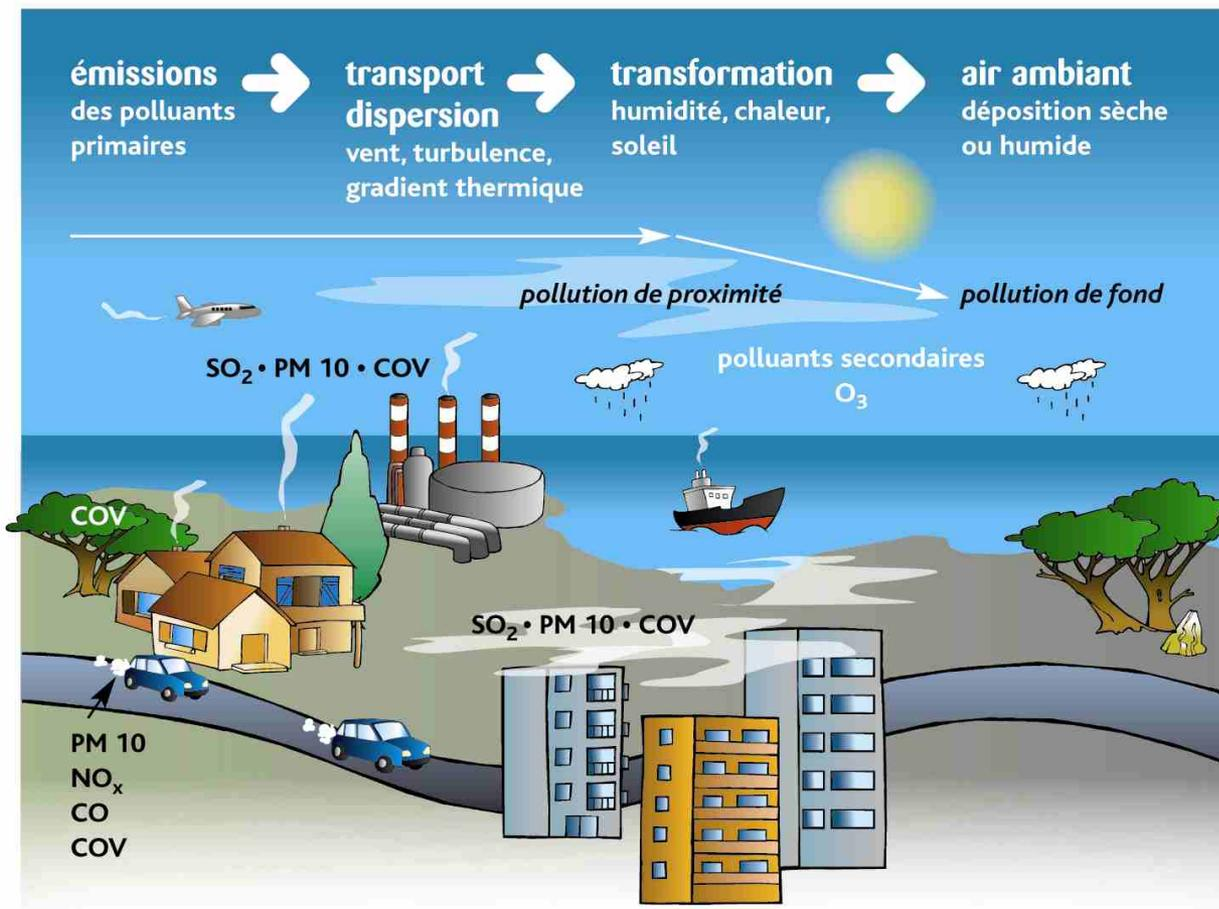 émissions
des polluants
primaires
transport
dispersion
vent, turbulence,
gradient thermique
transformation
humidité, chaleur,
soleil
air ambiant
déposition sèche
ou humide
pollution de proximité
pollution de fond
SO₂ • PM 10 • COV
polluants secondaires
O₃
COV
SO₂ • PM 10 • COV
PM 10
NOₓ
CO
COV